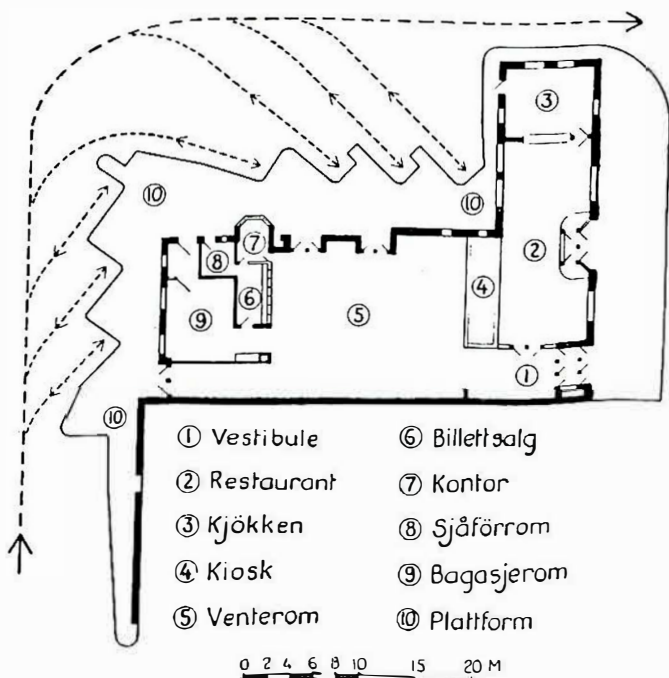 3
10
10
7
2
8
6
4
5
9
1
10
① Vestibule
② Restaurant
③ Kjökken
④ Kiosk
⑤ Venterom
⑥ Billettsalg
⑦ Kontor
⑧ Sjåförrom
⑨ Bagasjerom
⑩ Plattform
0 2 4 6 8 10 15 20 M